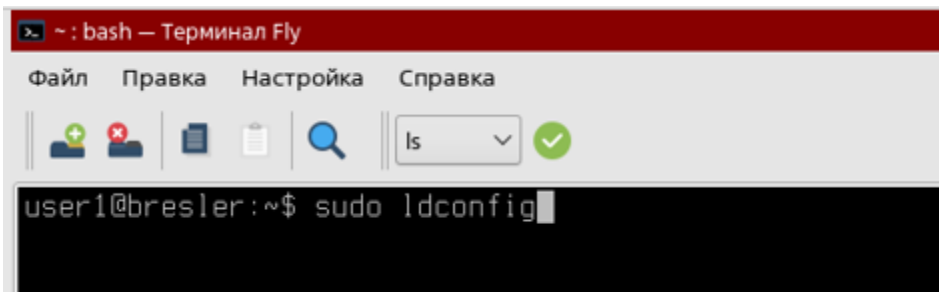 ~ : bash — Терминал Fly
Файл Правка Настройка Справка
ls
user1@bresler:~$ sudo ldconfig